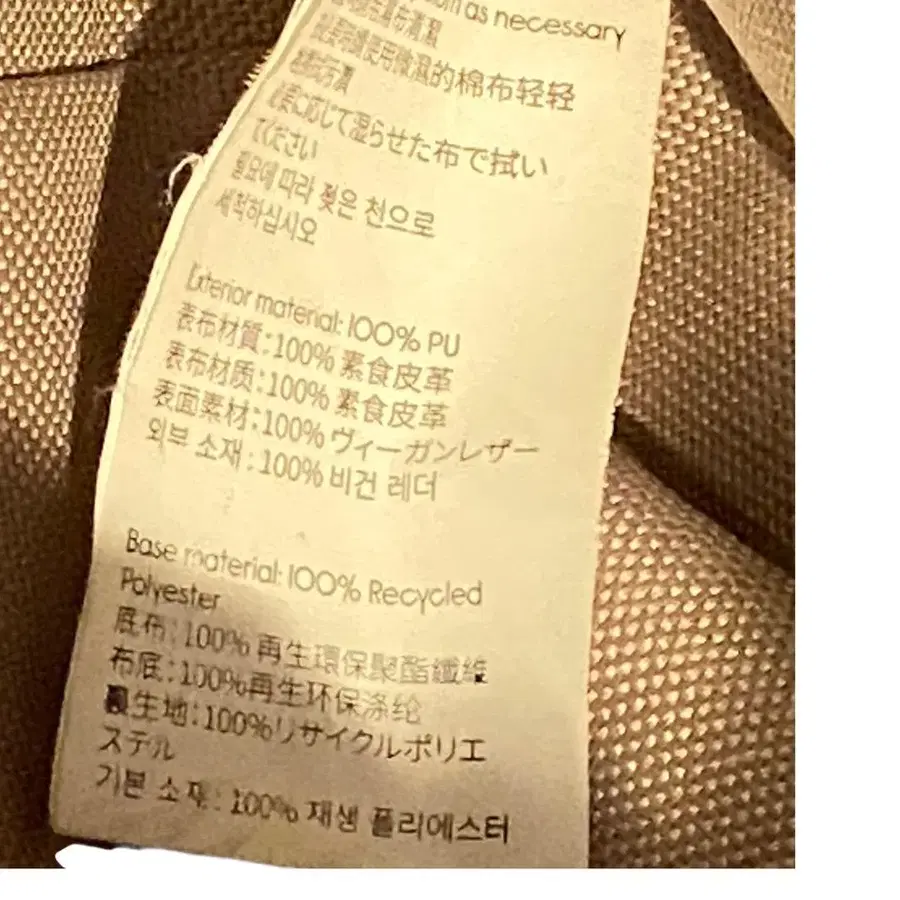 as necessary
的棉布轻轻
必要に応じて湿らせた布で拭い
てください
필요에 따라 젖은 천으로
세척하십시오
Exterior material: 100% PU
表布材質:100% 素食皮革
表布材质:100% 素食皮革
表面素材:100% ヴィーガンレザー
외부 소재:100% 비건 레더
Base material: 100% Recycled
Polyester
底布:100% 再生環保聚酯纖維
布底:100%再生环保涤纶
裏生地:100%リサイクルポリエ
ステル
기본 소재: 100% 재생 폴리에스터